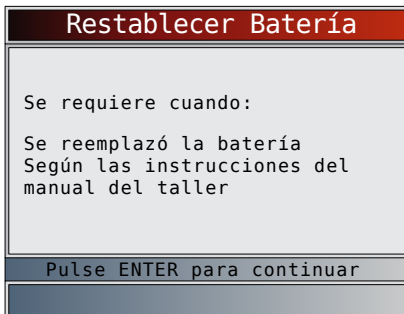 Restablecer Batería
Se requiere cuando:
Se reemplazó la batería
Según las instrucciones del
manual del taller
Pulse ENTER para continuar